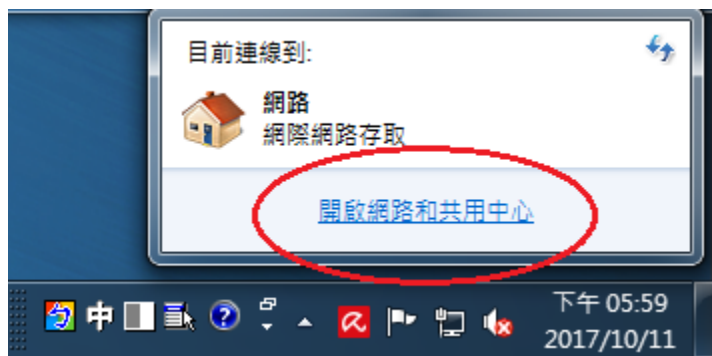 目前連線到:
網路
網際網路存取
開啟網路和共用中心
中
?
下午 05:59
2017/10/11